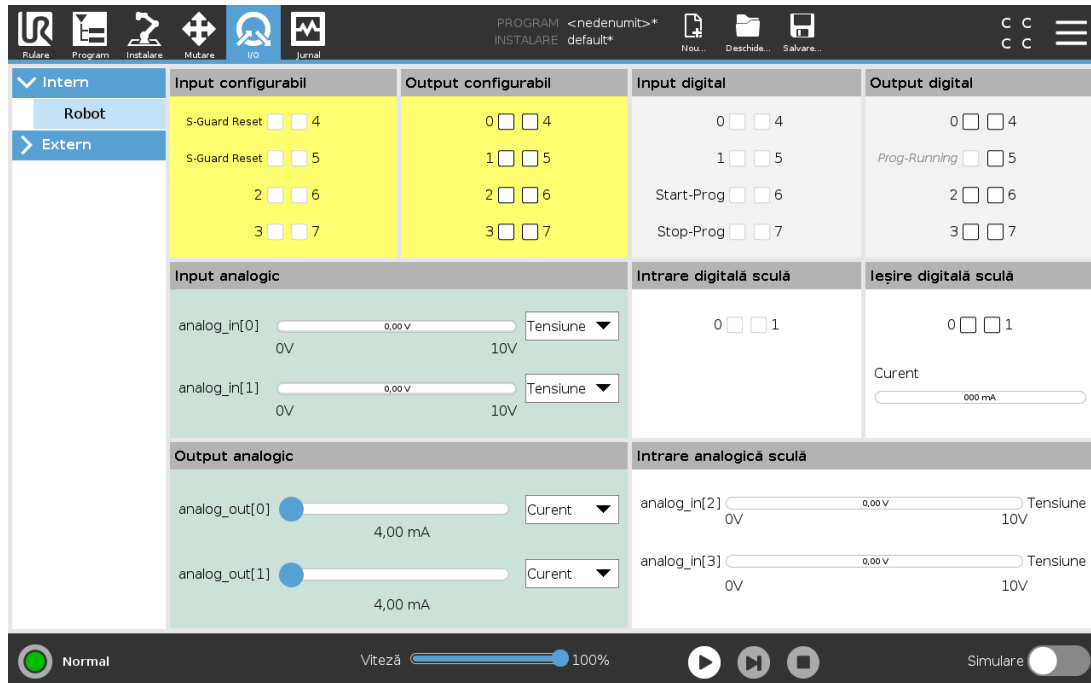 PROGRAM <nedenumit>*
INSTALARE default*
UR
Rulare Program Instalare Mutare I/O Jurnal Nou... Deschide... Salvare...
C C
C C
Intern
Robot
Extern
Input configurabil
S-Guard Reset 4
S-Guard Reset 5
2 6
3 7
Output configurabil
0 4
1 5
2 6
3 7
Input digital
0 4
1 5
Start-Prog 6
Stop-Prog 7
Output digital
0 4
Prog-Running 5
2 6
3 7
Input analogic
analog_in[0] 0,00 V Tensiune
0V 10V
analog_in[1] 0,00 V Tensiune
0V 10V
Intrare digitală sculă
0 1
Ieșire digitală sculă
0 1
Curent
000 mA
Output analogic
analog_out[0] Curent
4,00 mA
analog_out[1] Curent
4,00 mA
Intrare analogică sculă
analog_in[2] 0,00 V Tensiune
0V 10V
analog_in[3] 0,00 V Tensiune
0V 10V
Normal Viteză 100% Simulare